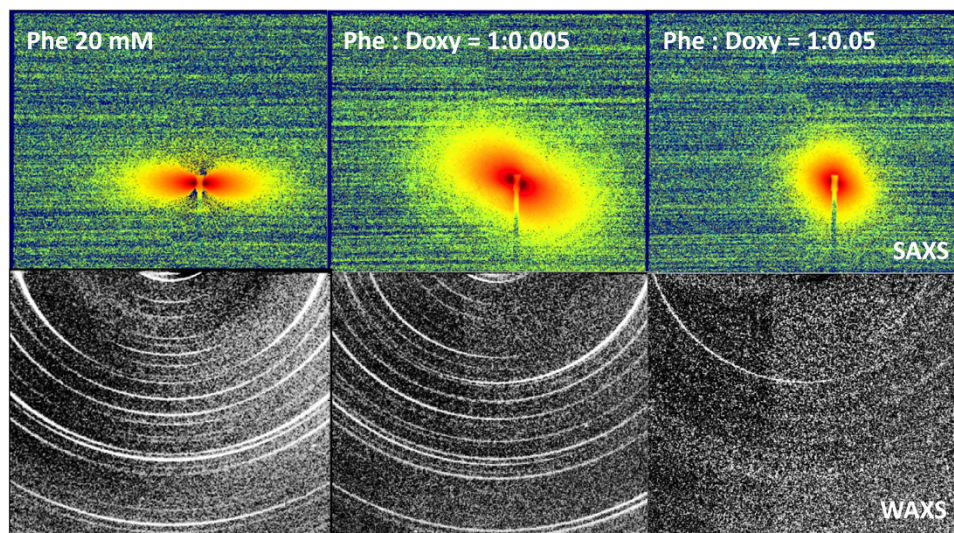 Phe 20 mM
Phe : Doxy = 1:0.005
Phe : Doxy = 1:0.05
SAXS
WAXS